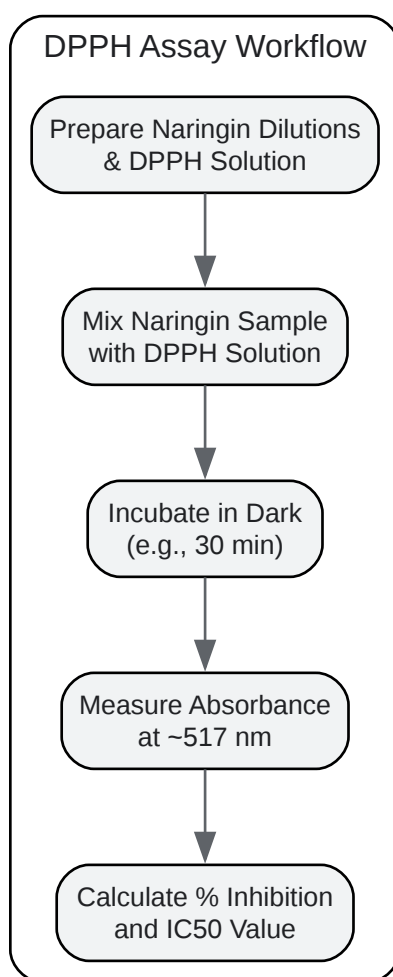 DPPH Assay Workflow
Prepare Naringin Dilutions
& DPPH Solution
Mix Naringin Sample
with DPPH Solution
Incubate in Dark
(e.g., 30 min)
Measure Absorbance
at ~517 nm
Calculate % Inhibition
and IC50 Value